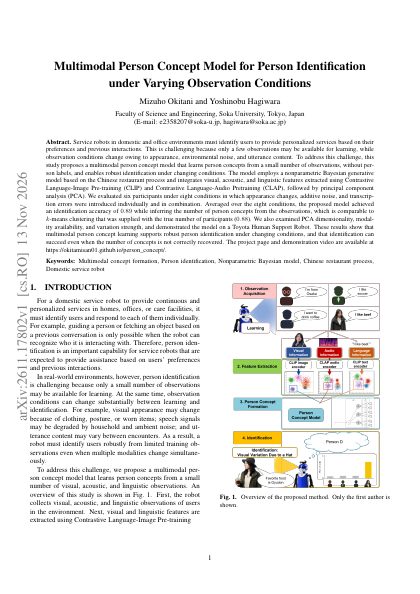 Multimodal Person Concept Model for Person Identification
under Varying Observation Conditions
Mizuho Okitani and Yoshinobu Hagiwara
Faculty of Science and Engineering, Soka University, Tokyo, Japan
(E-mail: e2358207@soka-u.jp, hagiwara@soka.ac.jp)
Abstract. Service robots in domestic and office environments must identify users to provide personalized services based on their
preferences and previous interactions. This is challenging because only a few observations may be available for learning, while
observation conditions change owing to appearance, environmental noise, and utterance content. To address this challenge, this
study proposes a multimodal person concept model that learns person concepts from a small number of observations, without per-
son labels, and enables robust identification under changed conditions. The model employs a nonparametric Bayesian generative
model based on the Chinese restaurant process and integrates visual, acoustic, and linguistic features extracted using Contrastive
Language-Image Pre-training (CLIP) and Contrastive Language-Audio Pretraining (CLAP), followed by principal component
analysis (PCA). We evaluated six participants under eight conditions in which appearance changes, additive noise, and transcrip-
tion errors were introduced individually and in combination. Averaged over the eight conditions, the proposed model achieved
an identification accuracy of 0.89 while inferring the number of person concepts from the observations, which is comparable to
k-means clustering that was supplied with the true number of participants (0.88). We also examined PCA dimensionality, modal-
ity availability, and variation strength, and demonstrated the model on a Toyota Human Support Robot. These results show that
multimodal person concept learning supports robust person identification under changing conditions, and that identification can
succeed even when the number of concepts is not correctly recovered. The project page and demonstration video are available at
https://okitamisan01.github.io/person_concept/.
Keywords: Multimodal concept formation, Person identification, Nonparametric Bayesian model, Chinese restaurant process,
Domestic service robot
arXiv:2611.17802v1 [cs.RO] 13 Nov 2026
1. INTRODUCTION
For a domestic service robot to provide continuous and
personalized services in homes, offices, or care facilities, it
must identify users and respond to each of them individually.
For example, guiding a person or fetching an object based on
a previous conversation is only possible when the robot can
recognize who it is interacting with. Therefore, person identi-
fication is an important capability for service robots that are
expected to provide assistance based on users' preferences
and previous interactions.
In real-world environments, however, person identification
is challenging because only a small number of observations
may be available for learning. At the same time, observation
conditions can change substantially between learning and
identification. For example, visual appearance may change
because of clothing, posture, or worn items; speech signals
may be degraded by household and ambient noise; and ut-
terance content may vary between encounters. As a result, a
robot must identify users robustly from limited training ob-
servations even when multiple modalities change simultane-
ously.
To address this challenge, we propose a multimodal per-
son concept model that learns person concepts from a small
number of visual, acoustic, and linguistic observations. An
overview of this study is shown in Fig. 1. First, the robot
collects visual, acoustic, and linguistic observations of users
in the environment. Next, visual and linguistic features are
extracted using Contrastive Language-Image Pre-training
1. Observation
Acquisition
I'm from
Osaka
I like
soccer
I want to
drink coffee
I like beef
Learning
"I like beef"
Visual
Information
Audio
Information
Language
Information
2. Feature Extraction
CLIP image
encoder
CLAP audio
encoder
CLIP text
encoder
3. Person Concept
Formation
Person
Concept Model
4. Identification
Person D
Identification:
Visual Variation Due to a Hat
Favorite food
is Gyudon
Fig. 1. Overview of the proposed method. Only the first author is
shown.
1